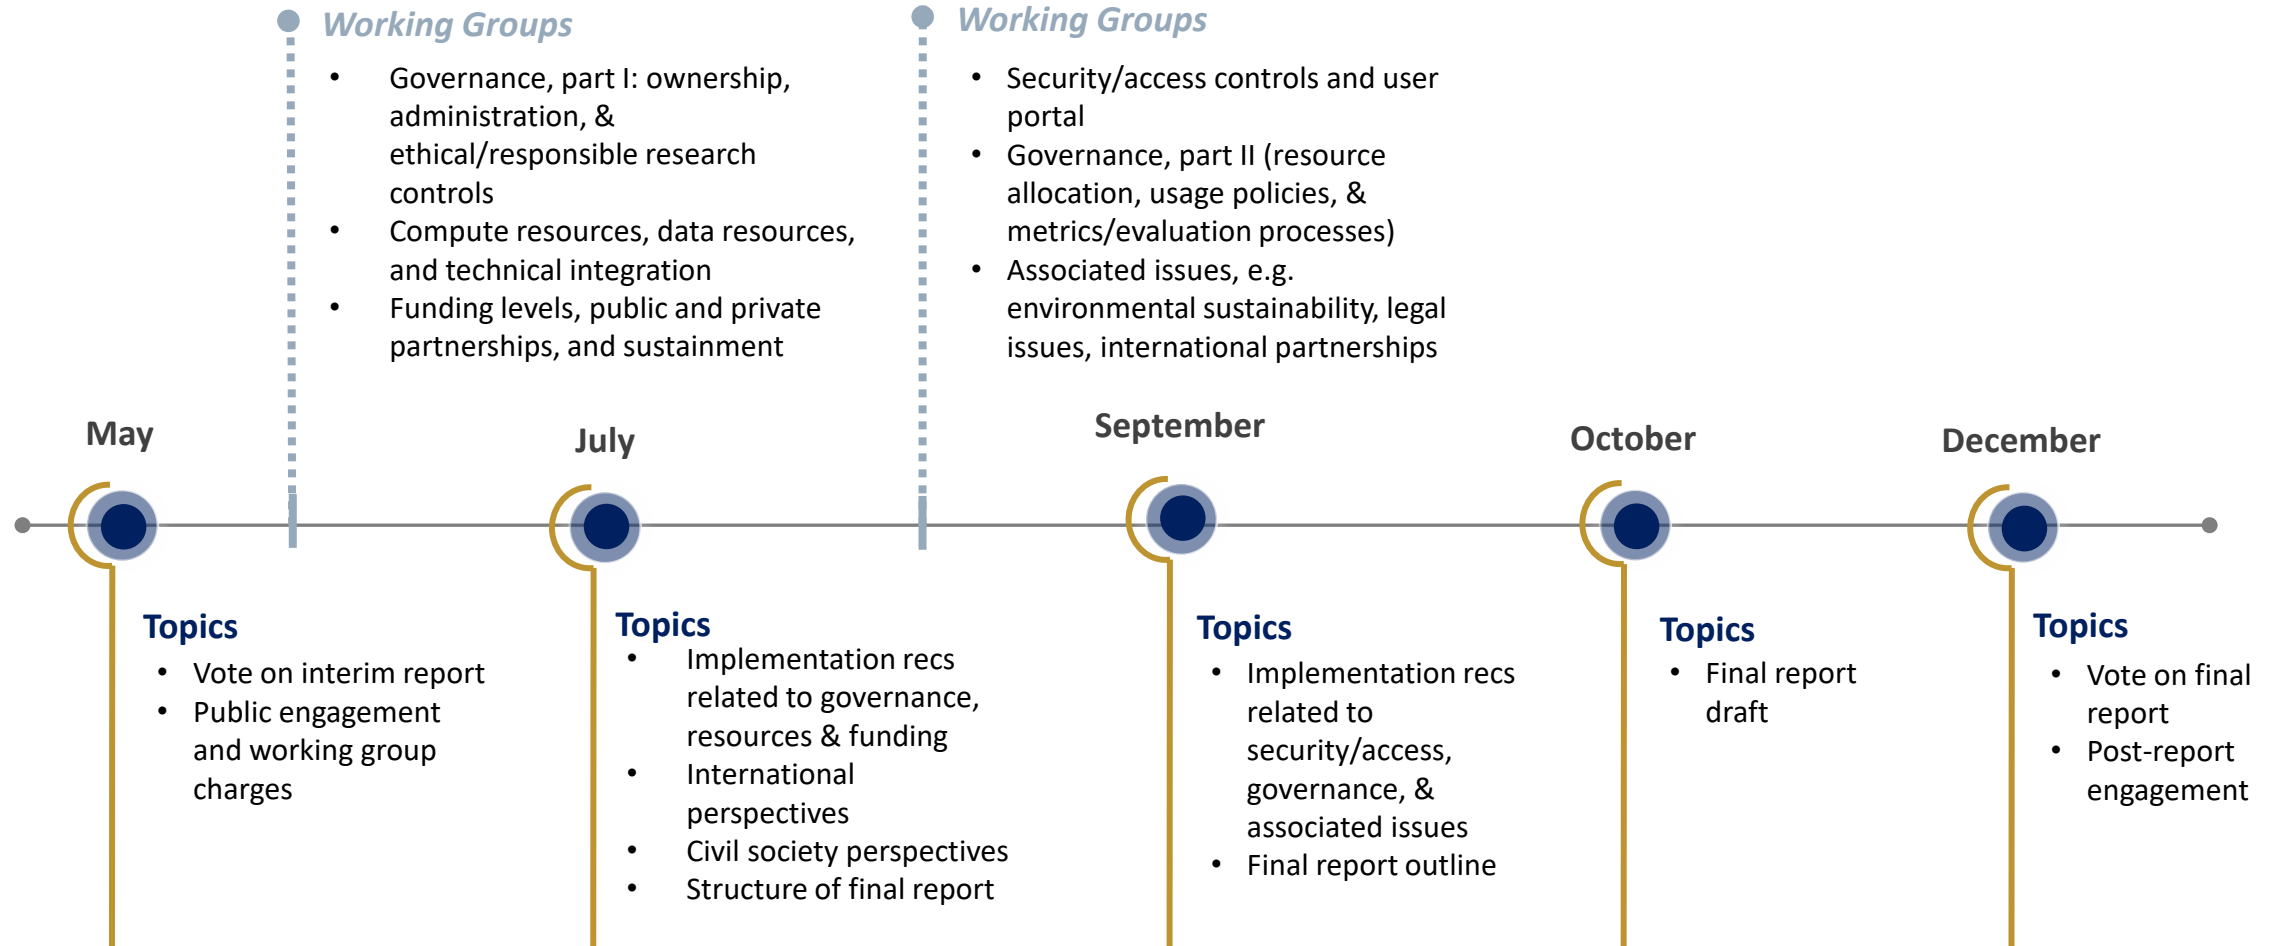 Working Groups
• Governance, part I: ownership,
administration, &
ethical/responsible research
controls
• Compute resources, data resources,
and technical integration
• Funding levels, public and private
partnerships, and sustainment
Working Groups
• Security/access controls and user
portal
• Governance, part II (resource
allocation, usage policies, &
metrics/evaluation processes)
• Associated issues, e.g.
environmental sustainability, legal
issues, international partnerships
May
July
September
October
December
Topics
• Vote on interim report
• Public engagement
and working group
charges
Topics
• Implementation recs
related to governance,
resources & funding
• International
perspectives
• Civil society perspectives
• Structure of final report
Topics
• Implementation recs
related to
security/access,
governance, &
associated issues
• Final report outline
Topics
• Final report
draft
Topics
• Vote on final
report
• Post-report
engagement